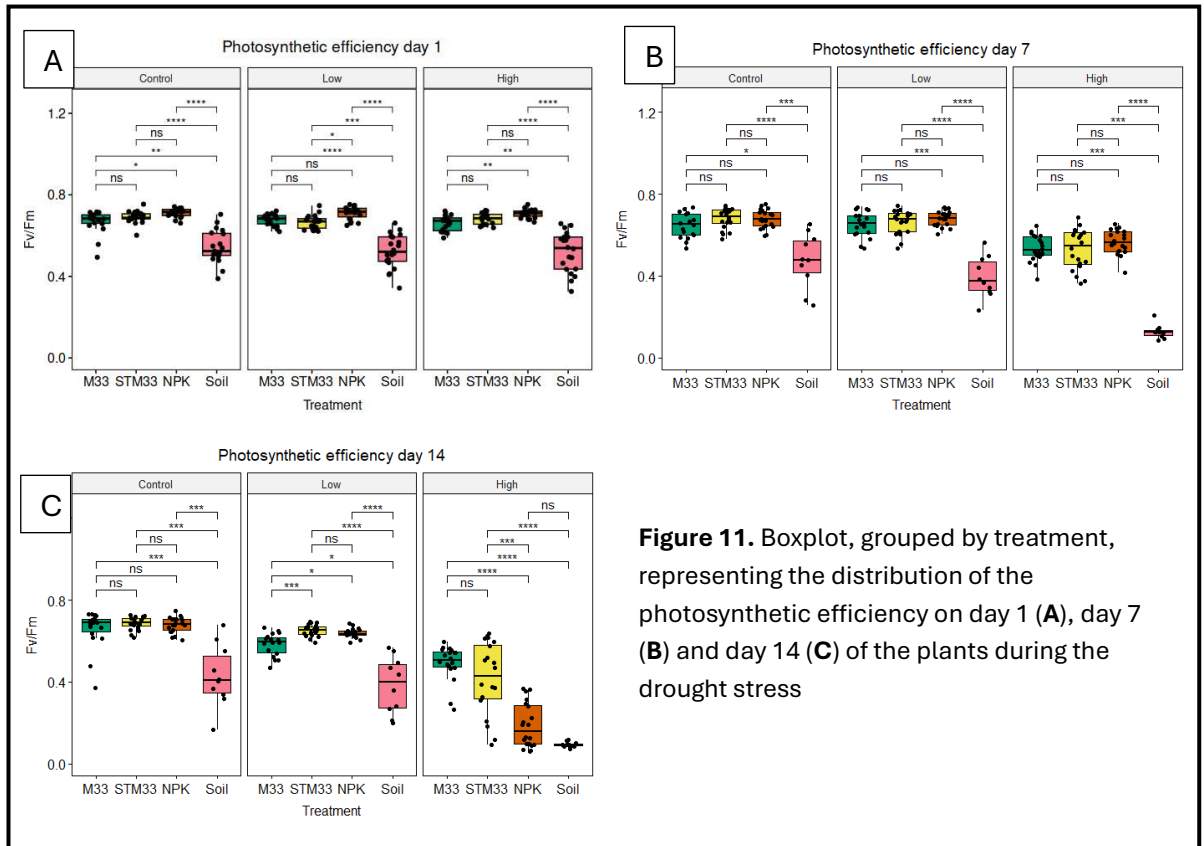 A
Photosynthetic efficiency day 1
Control Low High
**** **** ****
**** *** ****
ns * ns
** **** **
* ns **
ns ns ns
1.2
0.8
0.4
0.0
Fv/Fm
M33 STM33 NPK Soil M33 STM33 NPK Soil M33 STM33 NPK Soil
Treatment
B
Photosynthetic efficiency day 7
Control Low High
*** **** ****
**** **** ***
ns ns ns
* *** ***
ns ns ns
ns ns ns
1.2
0.8
0.4
0.0
Fv/Fm
M33 STM33 NPK Soil M33 STM33 NPK Soil M33 STM33 NPK Soil
Treatment
C
Photosynthetic efficiency day 14
Control Low High
*** **** ns
*** **** ****
ns ns ***
*** * ****
ns * ****
ns *** ns
0.8
0.4
0.0
Fv/Fm
M33 STM33 NPK Soil M33 STM33 NPK Soil M33 STM33 NPK Soil
Treatment
Figure 11. Boxplot, grouped by treatment,
representing the distribution of the
photosynthetic efficiency on day 1 (A), day 7
(B) and day 14 (C) of the plants during the
drought stress